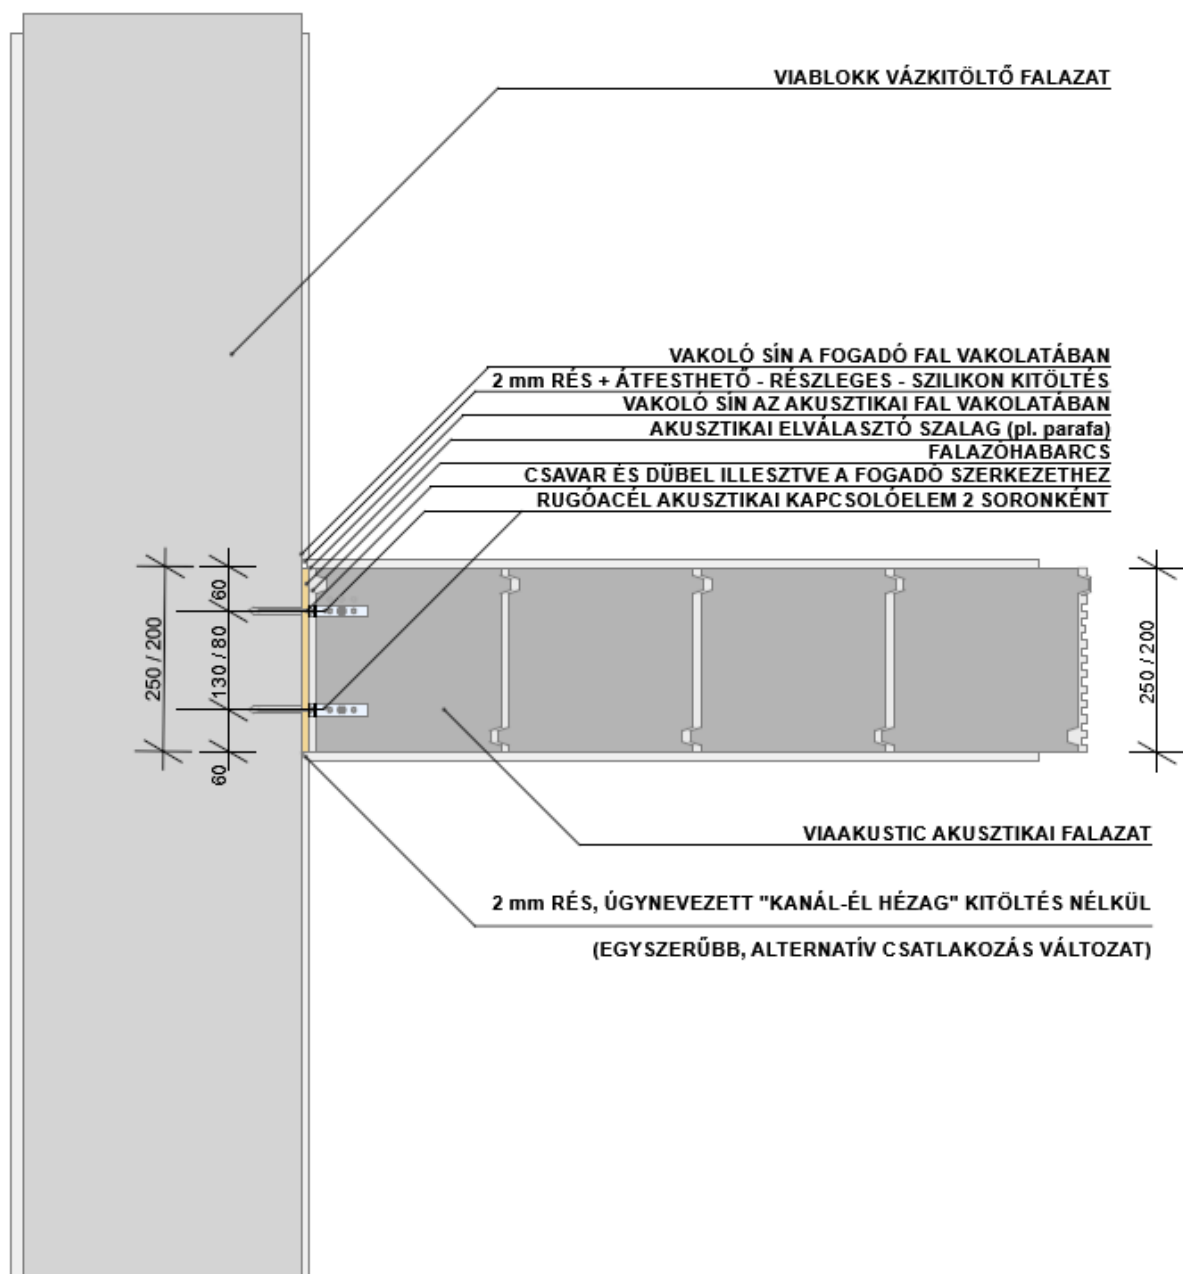 VIABLOKK VÁZKITÖLTŐ FALAZAT
VAKOLÓ SÍN A FOGADÓ FAL VAKOLATÁBAN
2 mm RÉS + ÁTFESTHETŐ - RÉSZLEGES - SZILIKON KITÖLTÉS
VAKOLÓ SÍN AZ AKUSZTIKAI FAL VAKOLATÁBAN
AKUSZTIKAI ELVÁLASZTÓ SZALAG (pl. parafa)
FALAZÓHABARCS
CSAVAR ÉS DÜBEL ILLESZTVE A FOGADÓ SZERKEZETHEZ
RUGÓACÉL AKUSZTIKAI KAPCSOLÓELEM 2 SORONKÉNT
250 / 200
60
130 / 80
60
250 / 200
VIAAKUSTIC AKUSZTIKAI FALAZAT
2 mm RÉS, ÚGYNEVEZETT "KANÁL-ÉL HÉZAG" KITÖLTÉS NÉLKÜL
(EGYSZERŰBB, ALTERNATÍV CSATLAKOZÁS VÁLTOZAT)